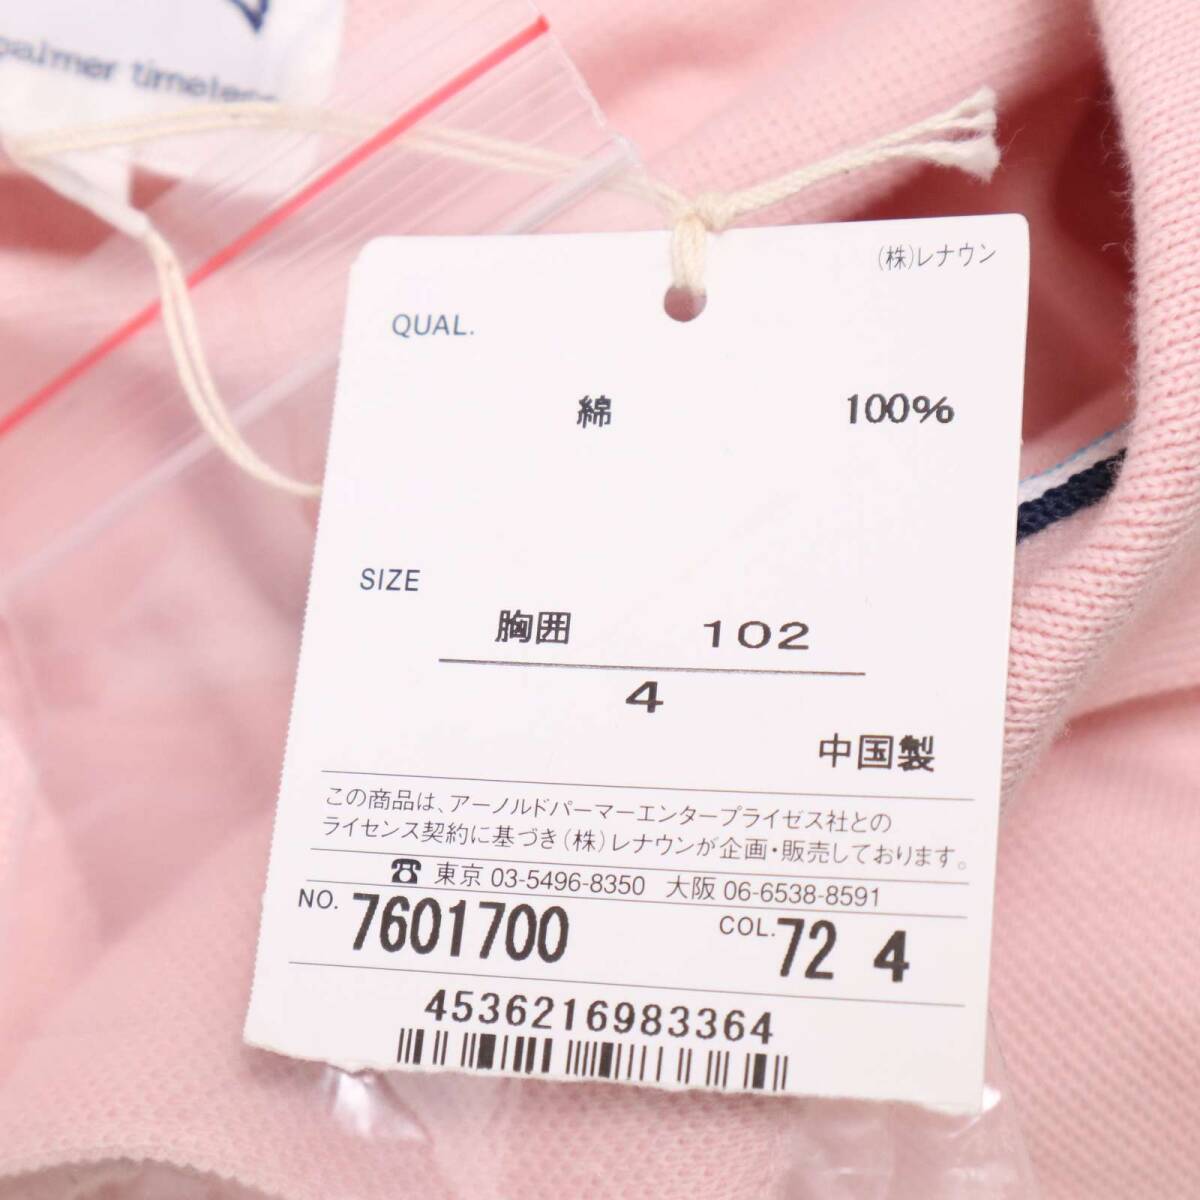 palmer timeless
(株)レナウン
QUAL.
綿 100%
SIZE
胸囲 102
4
中国製
この商品は、アーノルドパーマーエンタープライゼス社との
ライセンス契約に基づき(株)レナウンが企画・販売しております。
☎ 東京 03-5496-8350 大阪 06-6538-8591
NO. 7601700 COL. 72 4
4536216983364